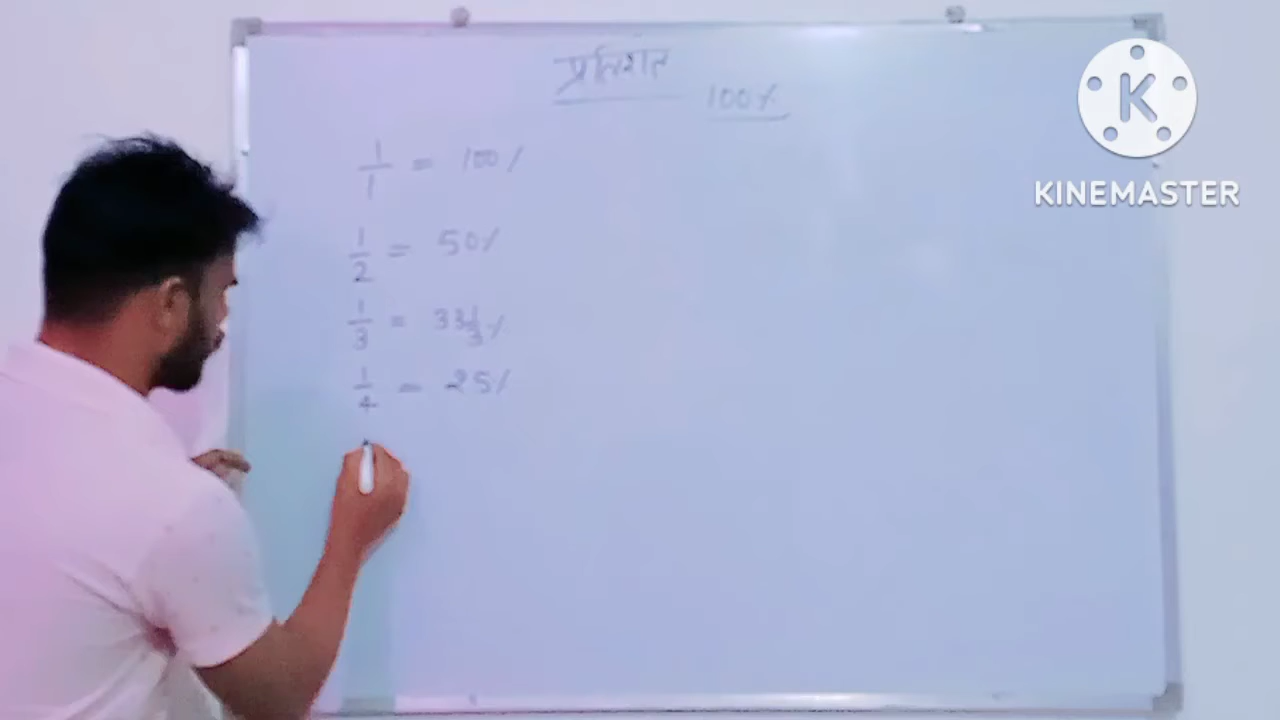 प्रतिशत
100%
1/1 = 100%
1/2 = 50%
1/3 = 33 1/3 %
1/4 = 25%
K
KINEMASTER